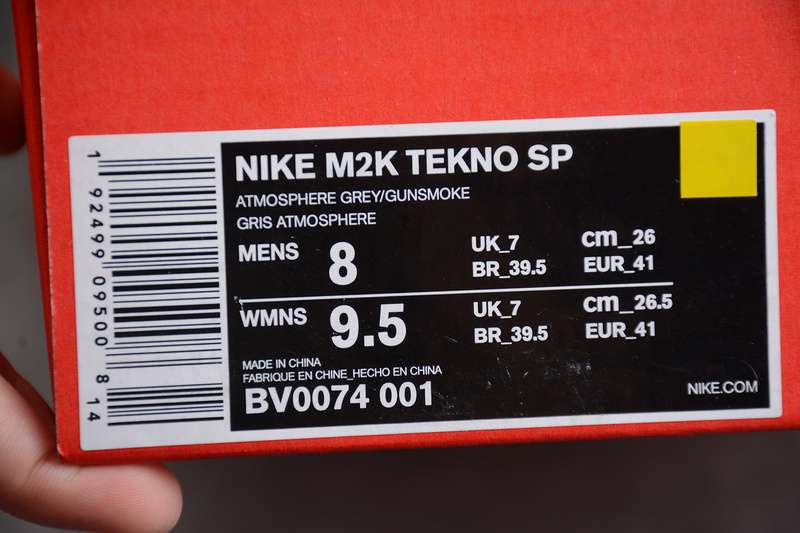 NIKE M2K TEKNO SP
ATMOSPHERE GREY/GUNSMOKE
GRIS ATMOSPHERE
MENS 8 UK_7 cm_26
BR_39.5 EUR_41
WMNS 9.5 UK_7 cm_26.5
BR_39.5 EUR_41
MADE IN CHINA
FABRIQUE EN CHINE_HECHO EN CHINA
BV0074 001
NIKE.COM
1 92499 09500 8 14